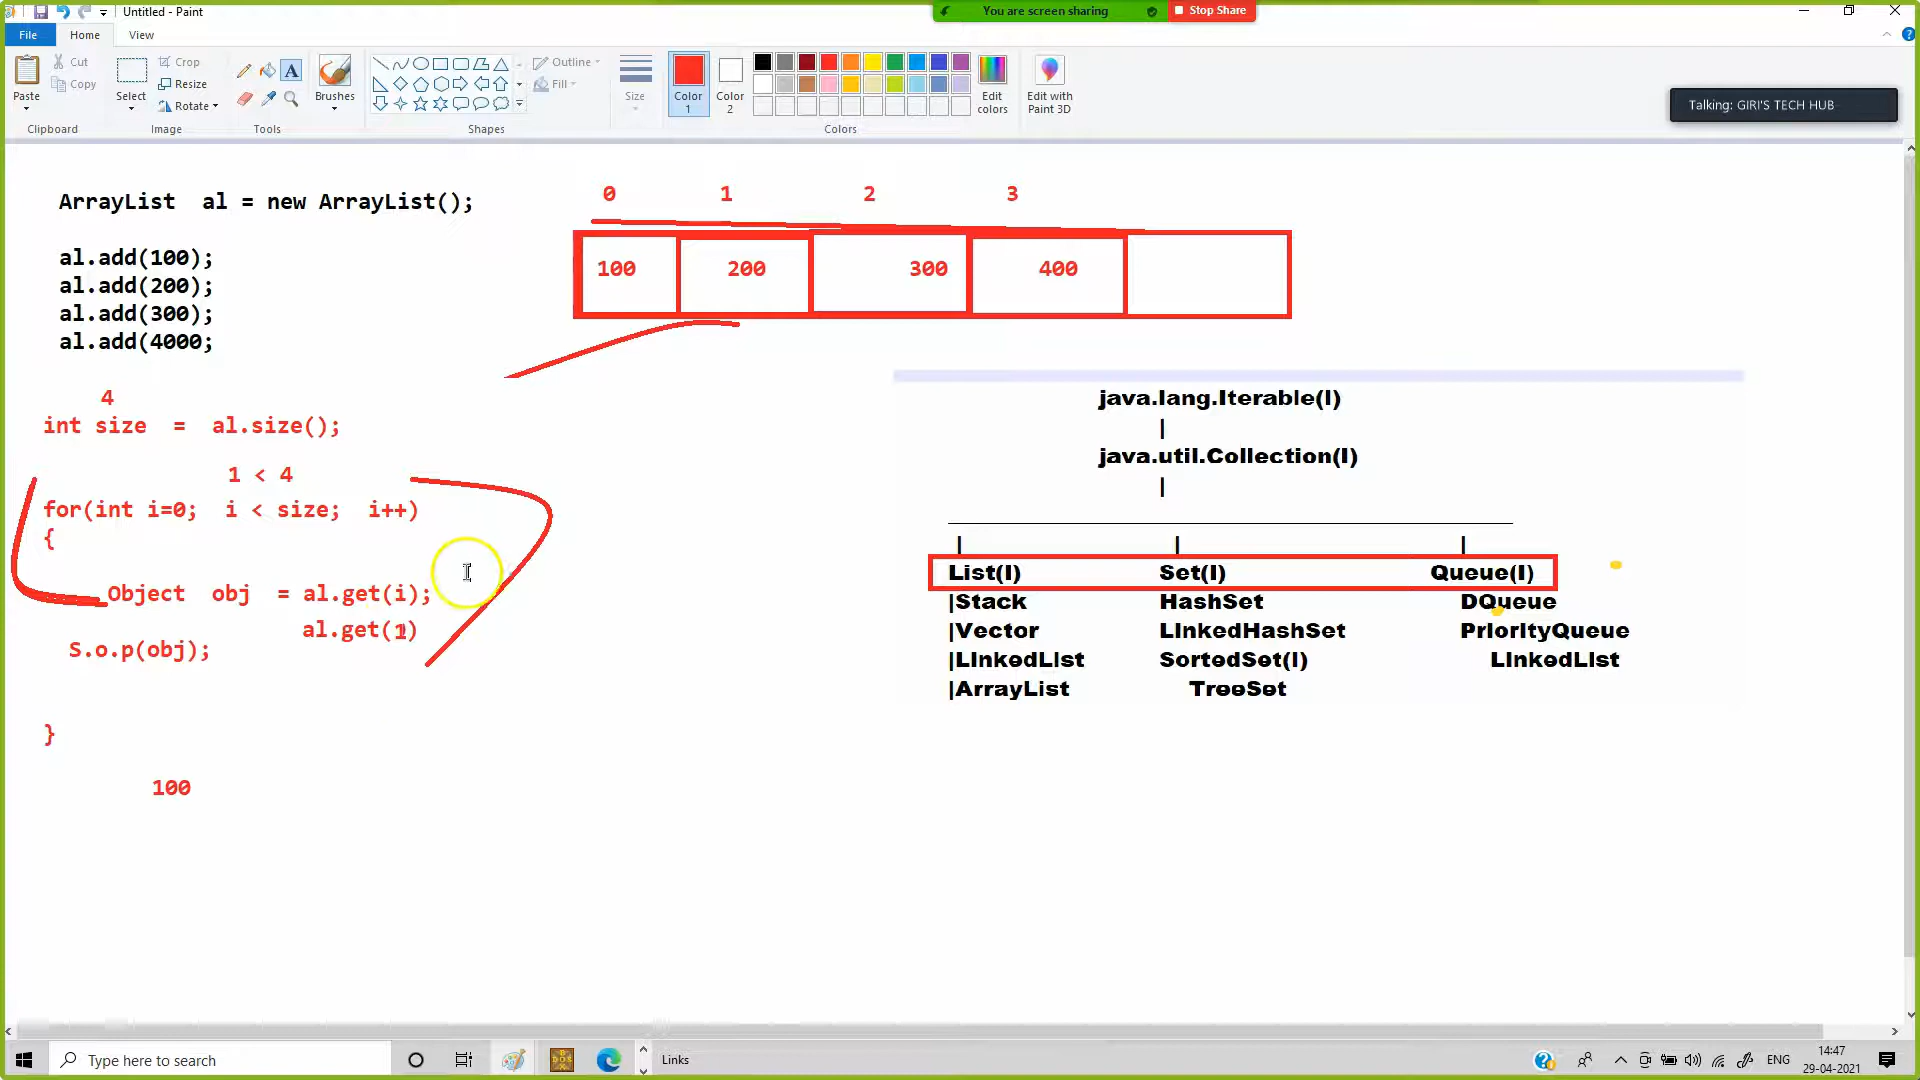 Untitled - Paint
You are screen sharing
Stop Share
File
Home
View
Cut
Crop
Outline
Copy
Resize
Fill
Paste
Select
Rotate
Brushes
Size
Color
1
Color
2
Edit
colors
Edit with
Paint 3D
Talking: GIRI'S TECH HUB
Clipboard
Image
Tools
Shapes
Colors
ArrayList al = new ArrayList();
al.add(100);
al.add(200);
al.add(300);
al.add(4000;
0 1 2 3
100 200 300 400
4
int size = al.size();
1 < 4
for(int i=0; i < size; i++)
{
Object obj = al.get(i);
al.get(1)
S.o.p(obj);
}
100
java.lang.Iterable(I)
|
java.util.Collection(I)
|
| | |
List(I) Set(I) Queue(I)
|Stack HashSet DQueue
|Vector LinkedHashSet PriorityQueue
|LinkedList SortedSet(I) LinkedList
|ArrayList TreeSet
Type here to search
Links
ENG
14:47
29-04-2021